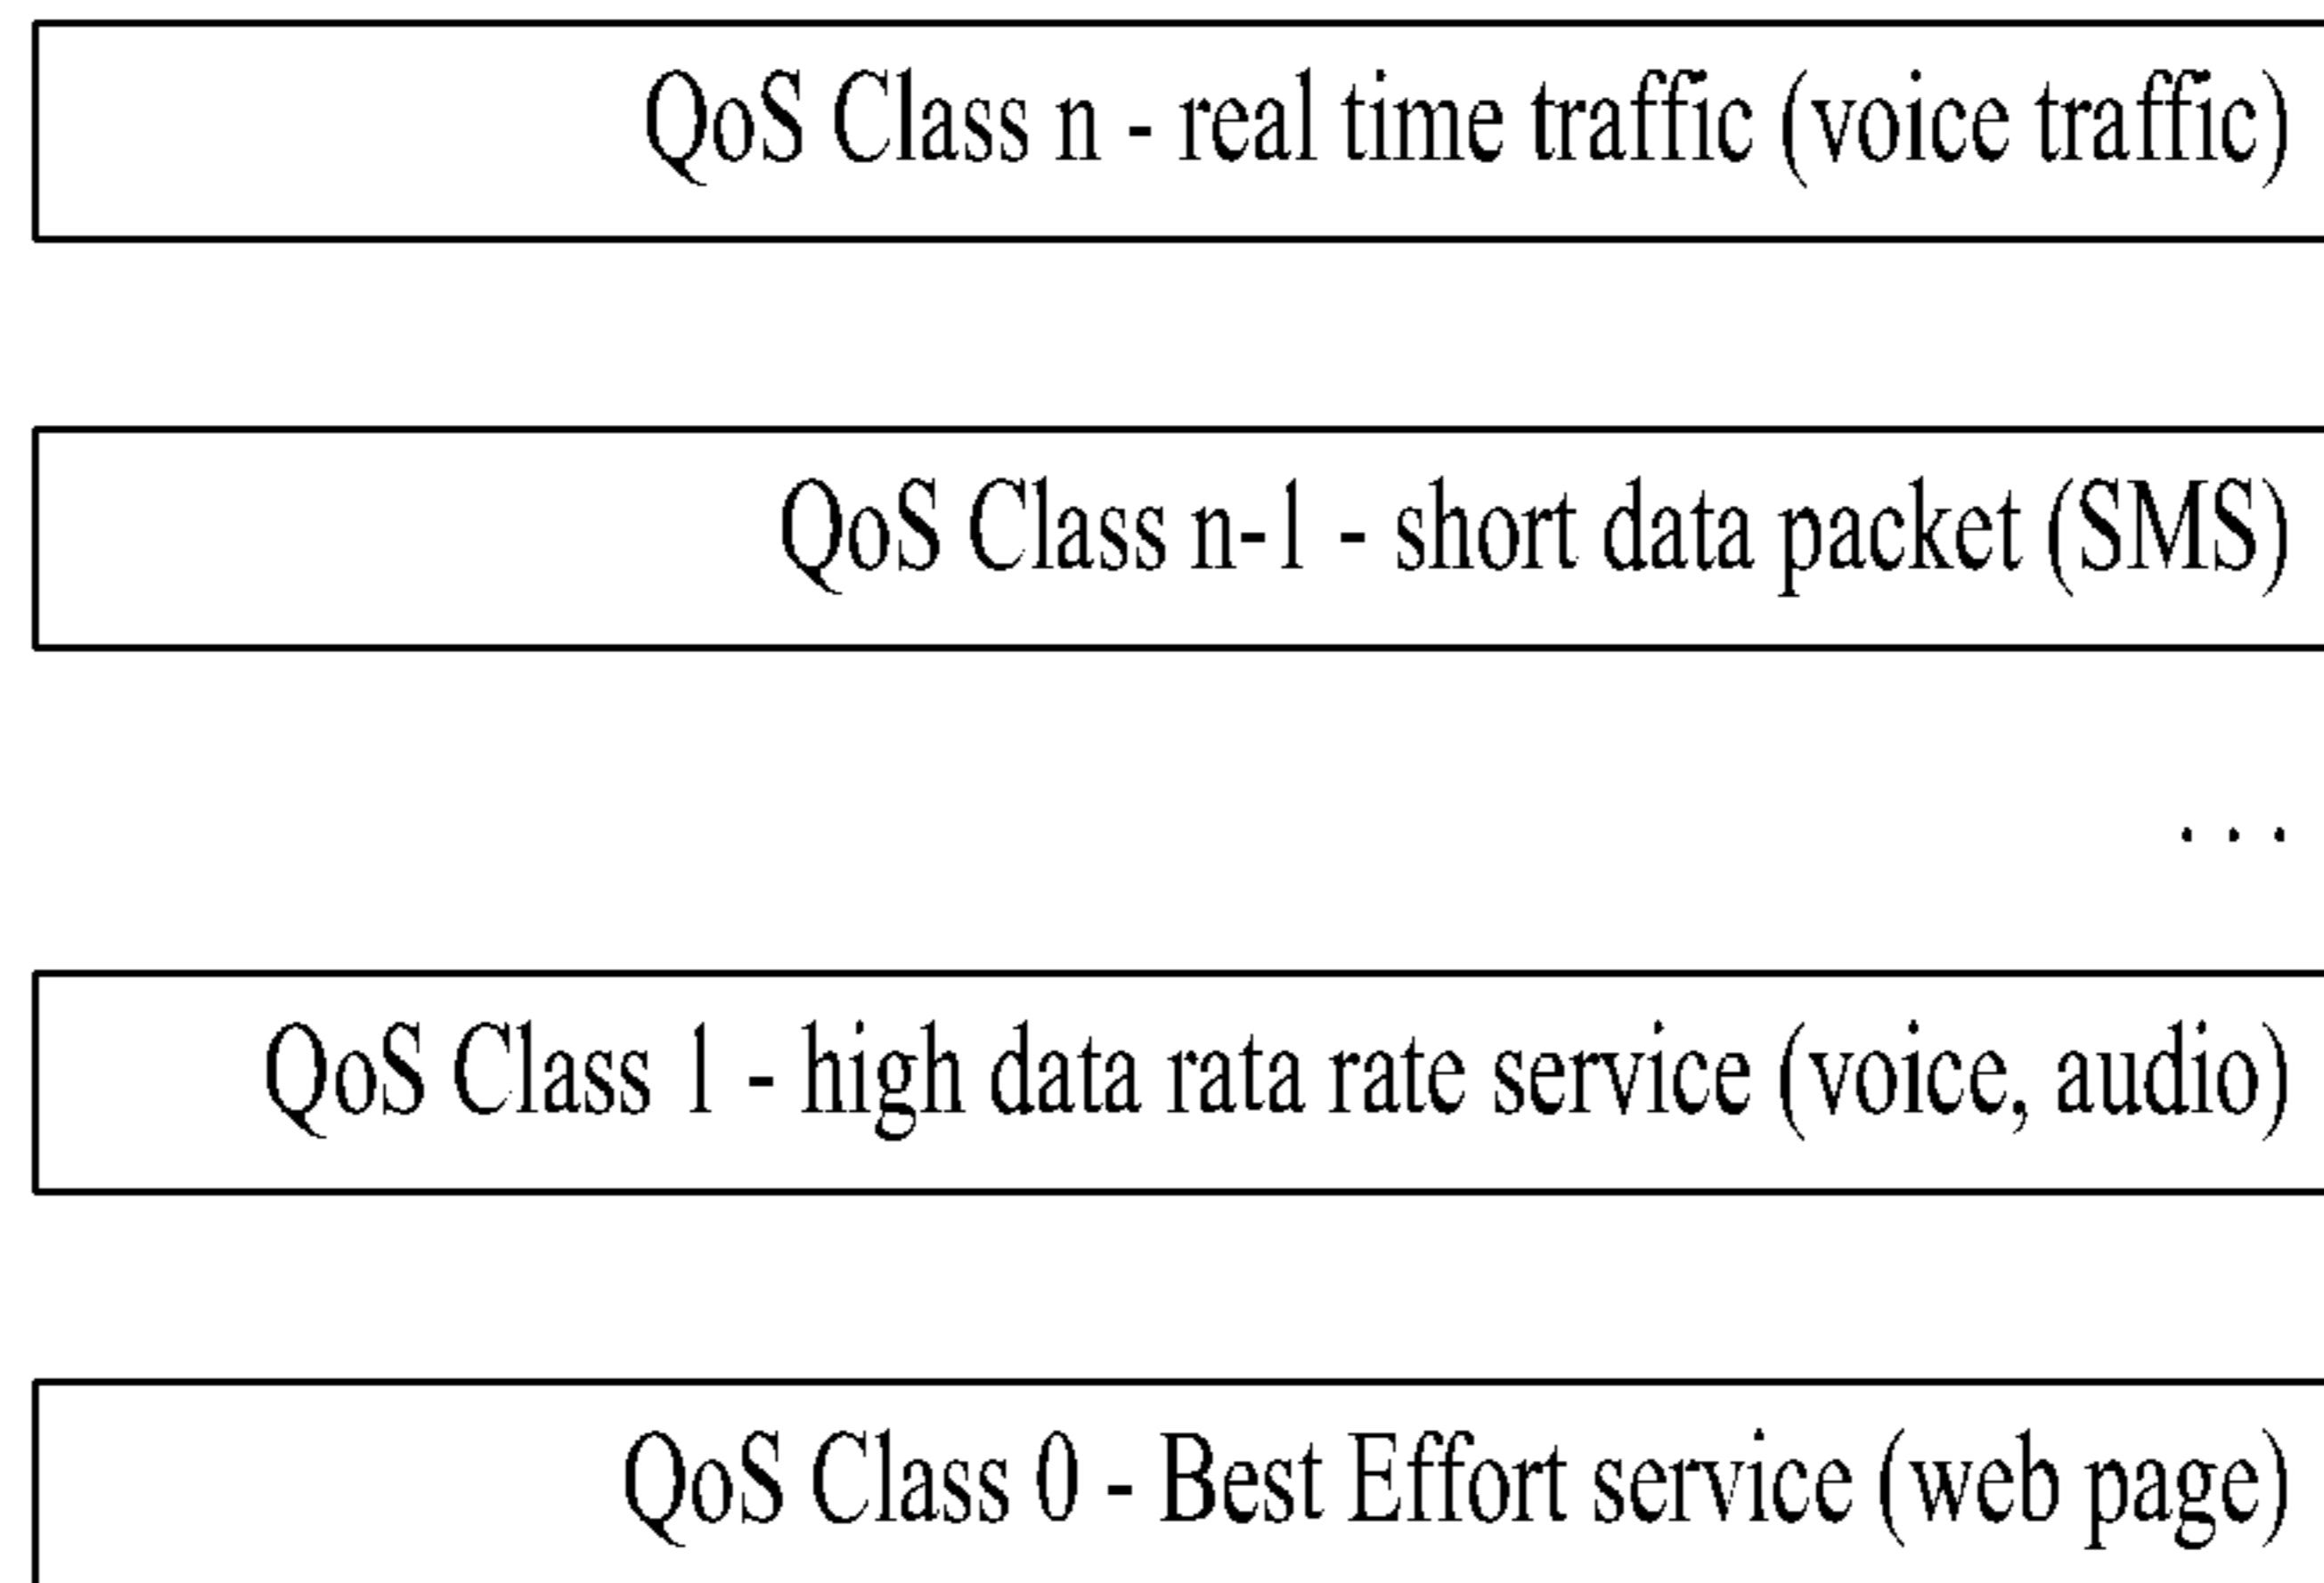 QoS Class n - real time traffic (voice traffic)
QoS Class n-1 - short data packet (SMS)
...
QoS Class 1 - high data rata rate service (voice, audio)
QoS Class 0 - Best Effort service (web page)